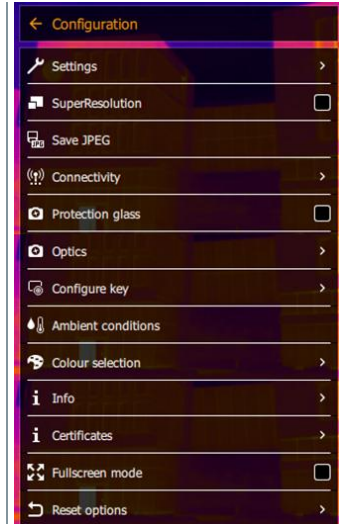 Configuration
Settings
SuperResolution
Save JPEG
Connectivity
Protection glass
Optics
Configure key
Ambient conditions
Colour selection
Info
Certificates
Fullscreen mode
Reset options